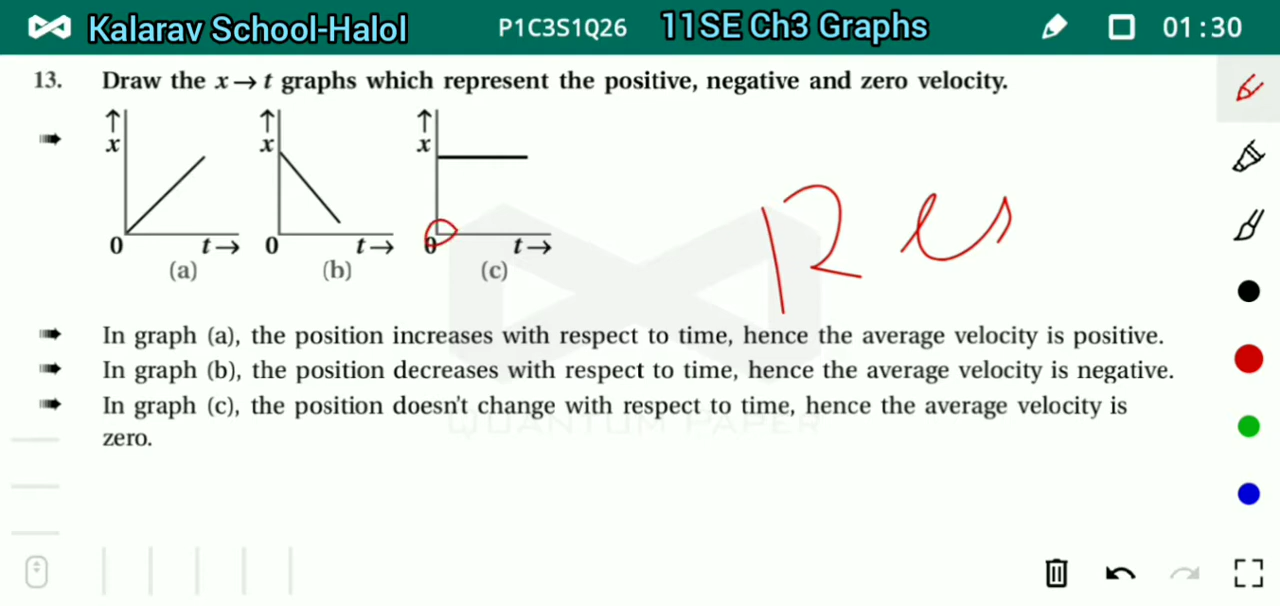 Kalarav School-Halol P1C3S1Q26 11SE Ch3 Graphs 01:30
13. Draw the x→t graphs which represent the positive, negative and zero velocity.
↑ ↑ ↑
x x x
0 t→ 0 t→ 0 t→
(a) (b) (c)
In graph (a), the position increases with respect to time, hence the average velocity is positive.
In graph (b), the position decreases with respect to time, hence the average velocity is negative.
In graph (c), the position doesn't change with respect to time, hence the average velocity is
zero.
QUANTUM PAPER